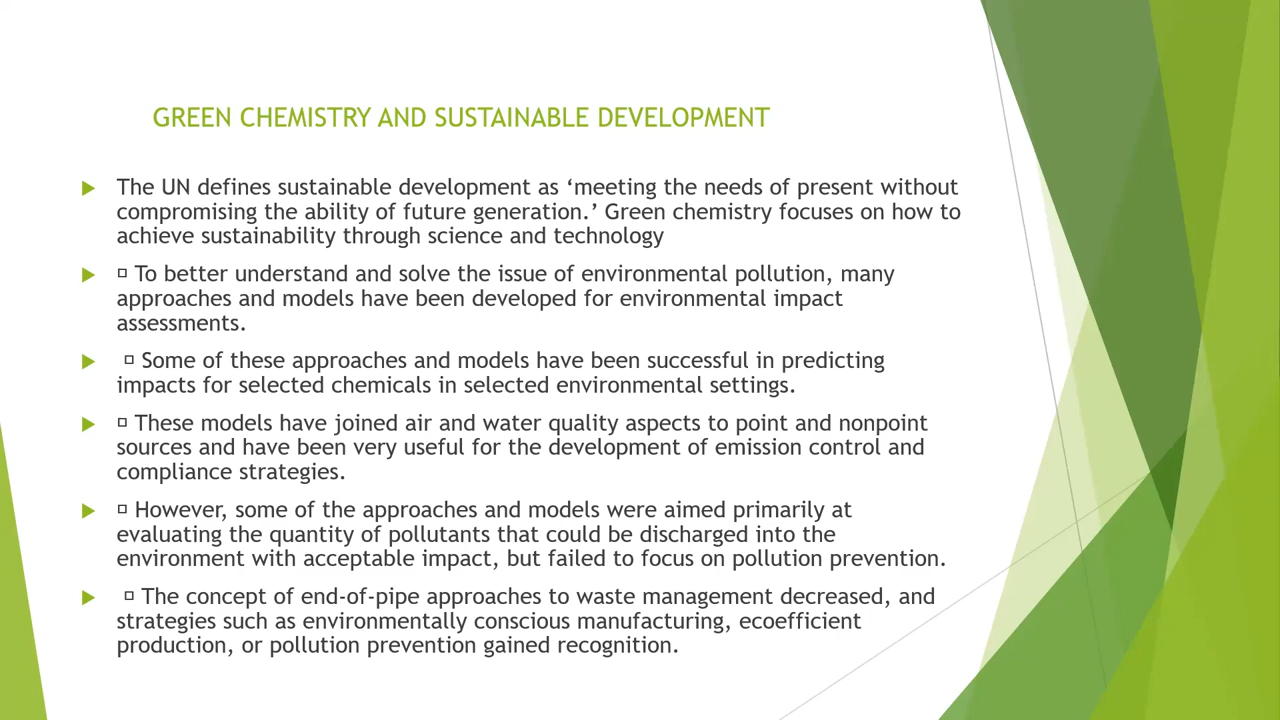 GREEN CHEMISTRY AND SUSTAINABLE DEVELOPMENT
The UN defines sustainable development as ‘meeting the needs of present without
compromising the ability of future generation.’ Green chemistry focuses on how to
achieve sustainability through science and technology
To better understand and solve the issue of environmental pollution, many
approaches and models have been developed for environmental impact
assessments.
Some of these approaches and models have been successful in predicting
impacts for selected chemicals in selected environmental settings.
These models have joined air and water quality aspects to point and nonpoint
sources and have been very useful for the development of emission control and
compliance strategies.
However, some of the approaches and models were aimed primarily at
evaluating the quantity of pollutants that could be discharged into the
environment with acceptable impact, but failed to focus on pollution prevention.
The concept of end-of-pipe approaches to waste management decreased, and
strategies such as environmentally conscious manufacturing, ecoefficient
production, or pollution prevention gained recognition.